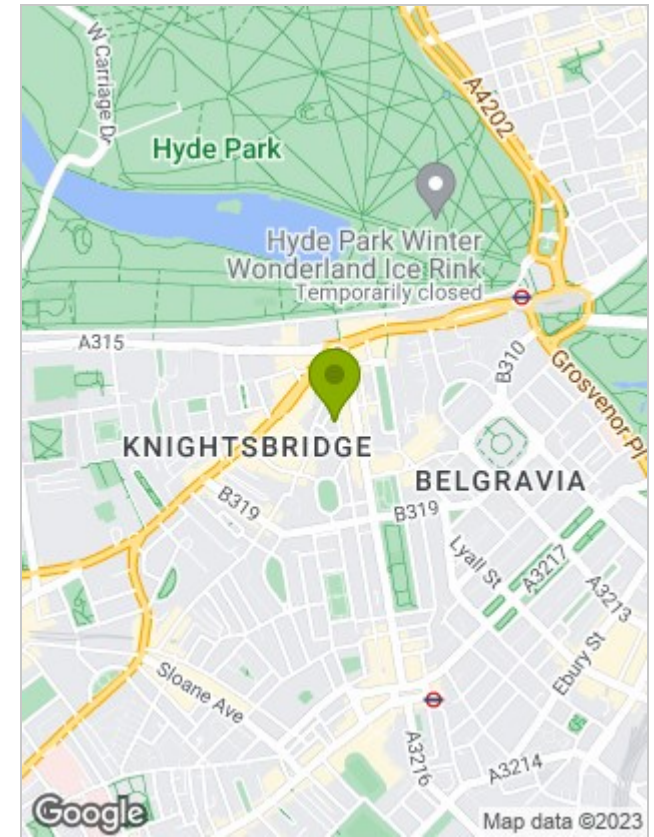 W Carriage Dr
A4202
Hyde Park
Hyde Park Winter
Wonderland Ice Rink
Temporarily closed
A315
B310
Grosvenor Pl
KNIGHTSBRIDGE
BELGRAVIA
B319
B319
Lyall St
A3217
A3213
Ebury St
Sloane Ave
A3216
A3214
Google
Map data ©2023